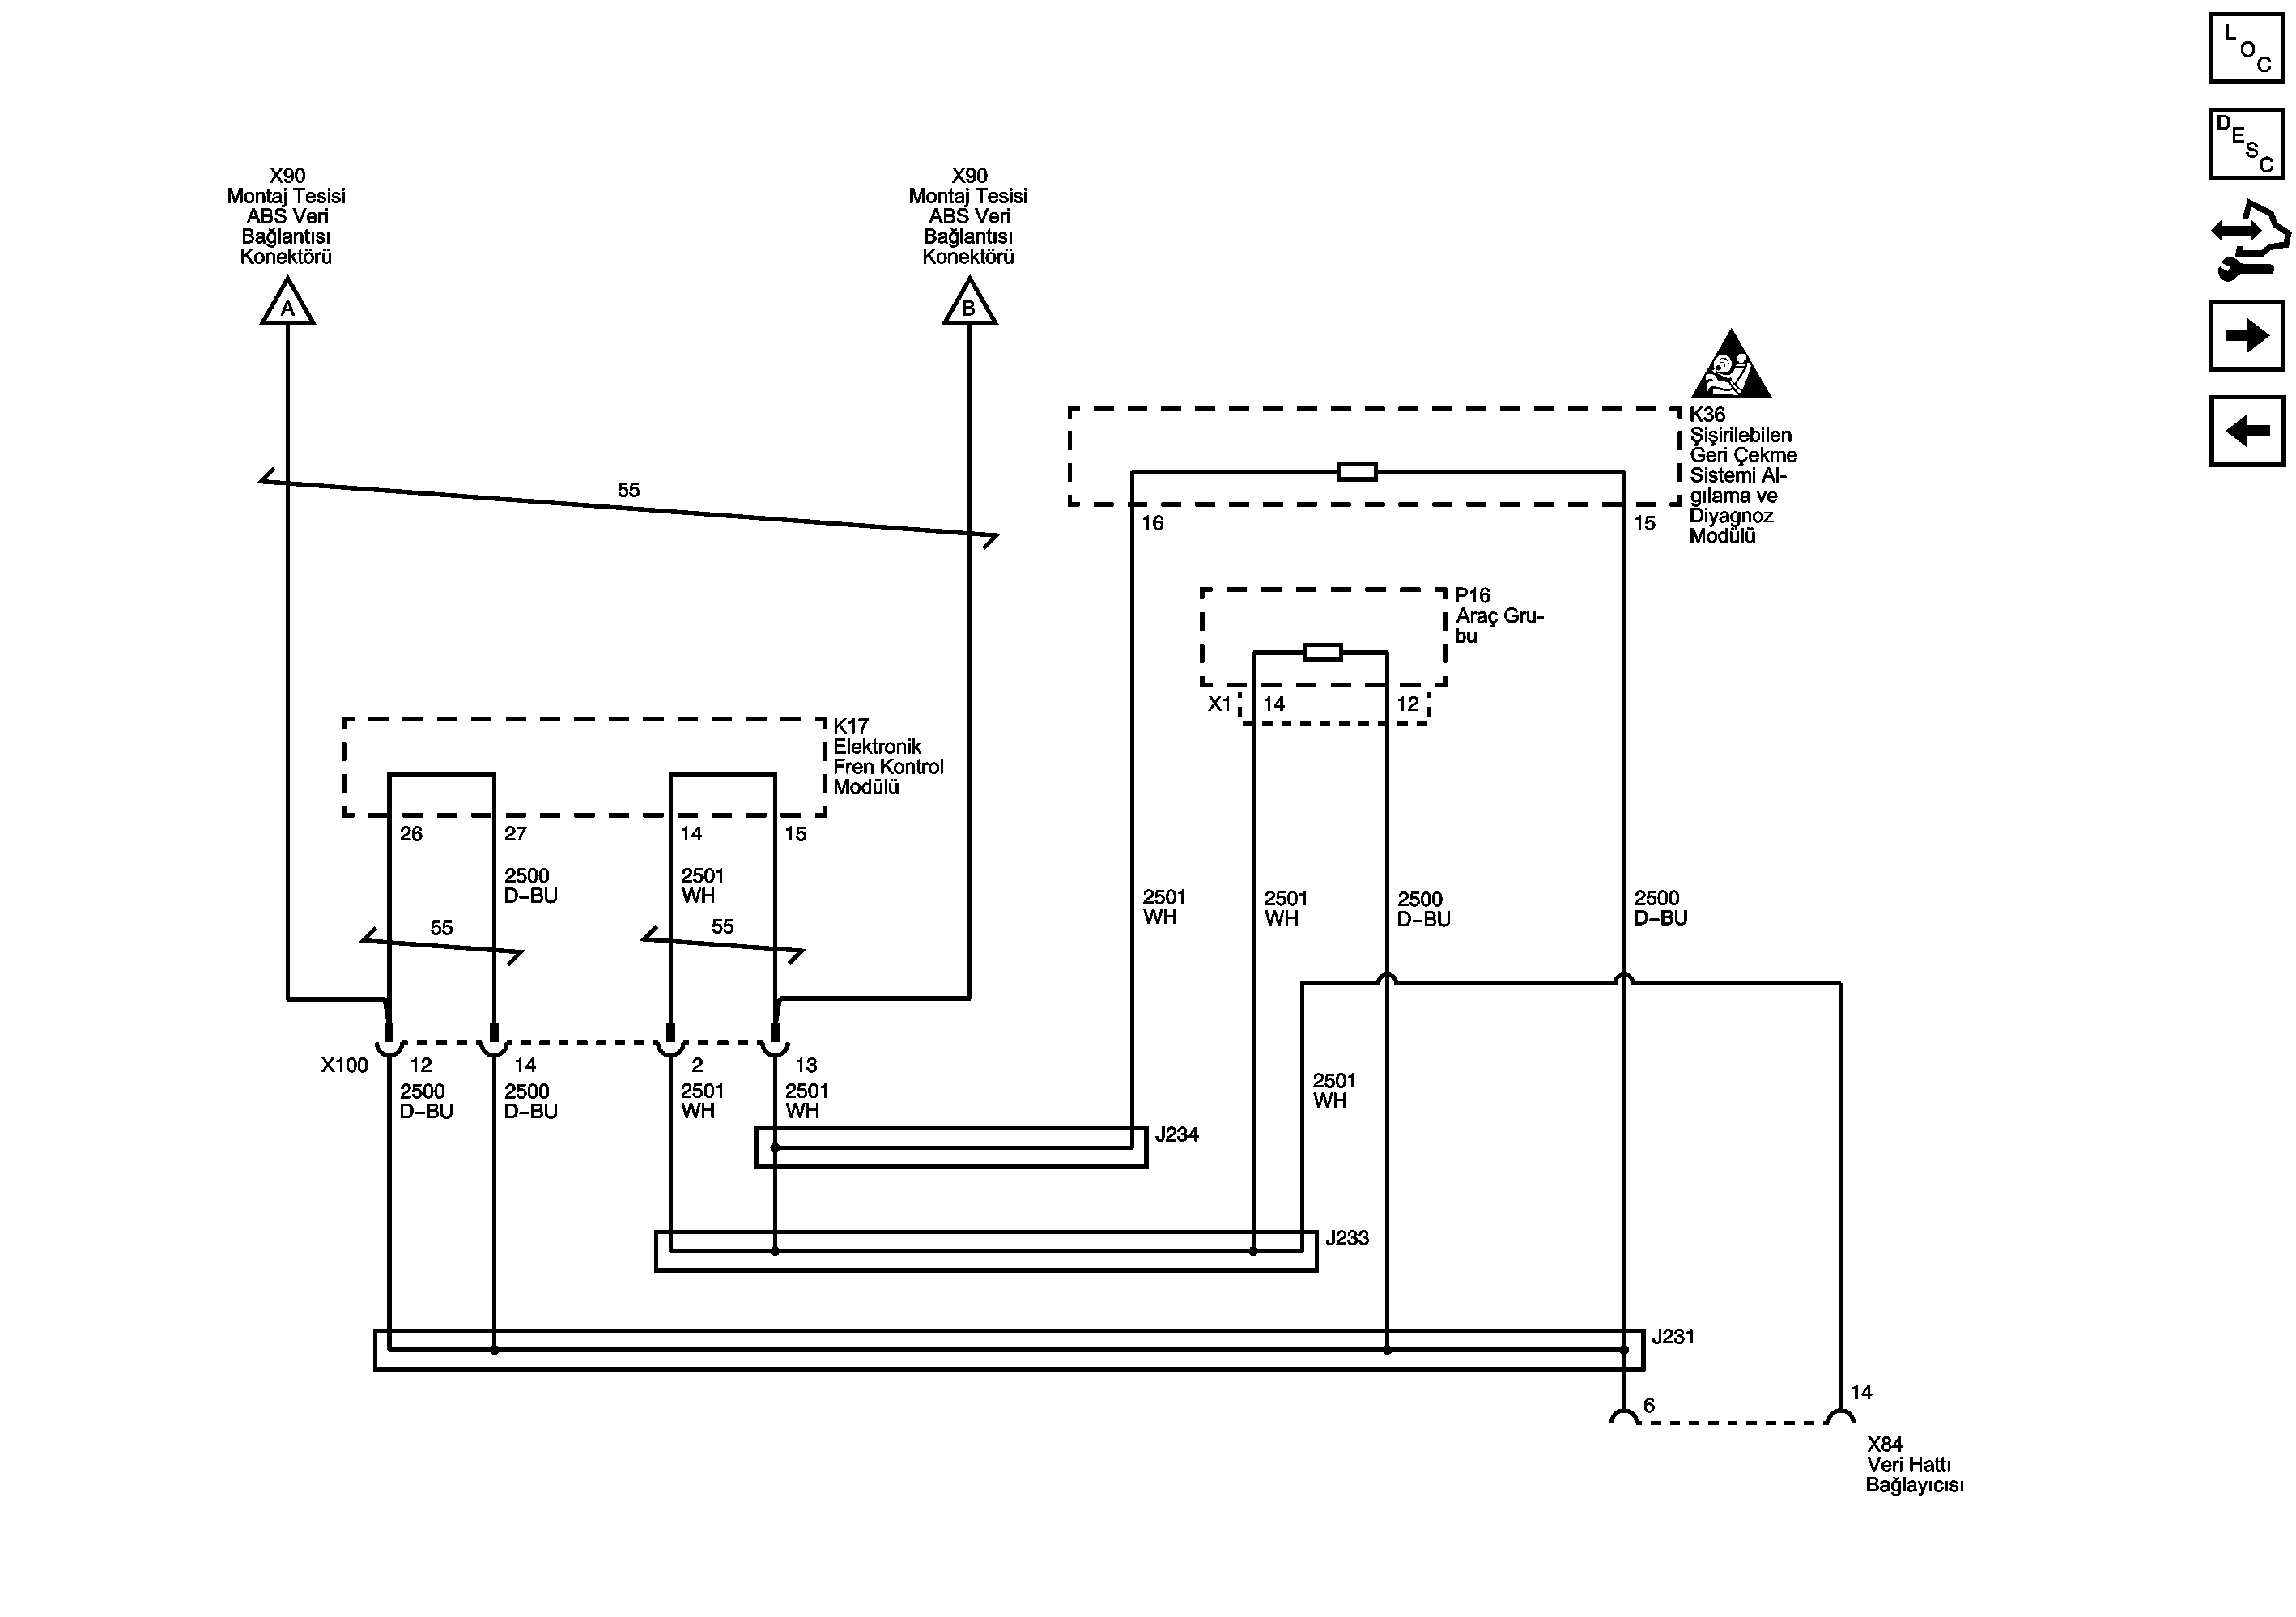 L
O
C
D
E
S
C
X90
Montaj Tesisi
ABS Veri
Bağlantısı
Konektörü
A
X90
Montaj Tesisi
ABS Veri
Bağlantısı
Konektörü
B
55
K36
Şişirilebilen
Geri Çekme
Sistemi Al-
gılama ve
Diyagnoz
Modülü
16
15
P16
Araç Gru-
bu
X1
14
12
K17
Elektronik
Fren Kontrol
Modülü
26
27
14
15
2500
D-BU
2501
WH
2501
WH
2501
WH
2500
D-BU
2500
D-BU
55
55
X100
12
14
2
13
2500
D-BU
2500
D-BU
2501
WH
2501
WH
2501
WH
J234
J233
J231
6
14
X84
Veri Hattı
Bağlayıcısı